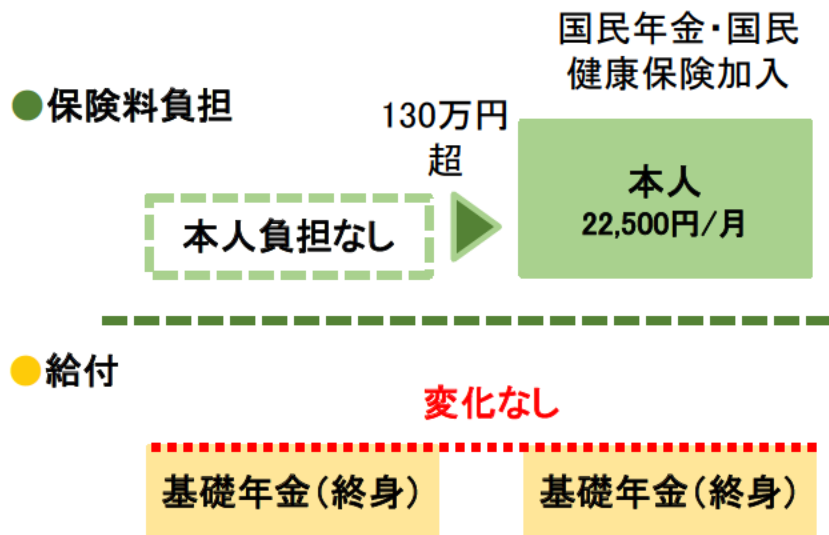 国民年金・国民
健康保険加入
●保険料負担
130万円
超
本人負担なし
本人
22,500円/月
●給付
変化なし
基礎年金（終身）
基礎年金（終身）